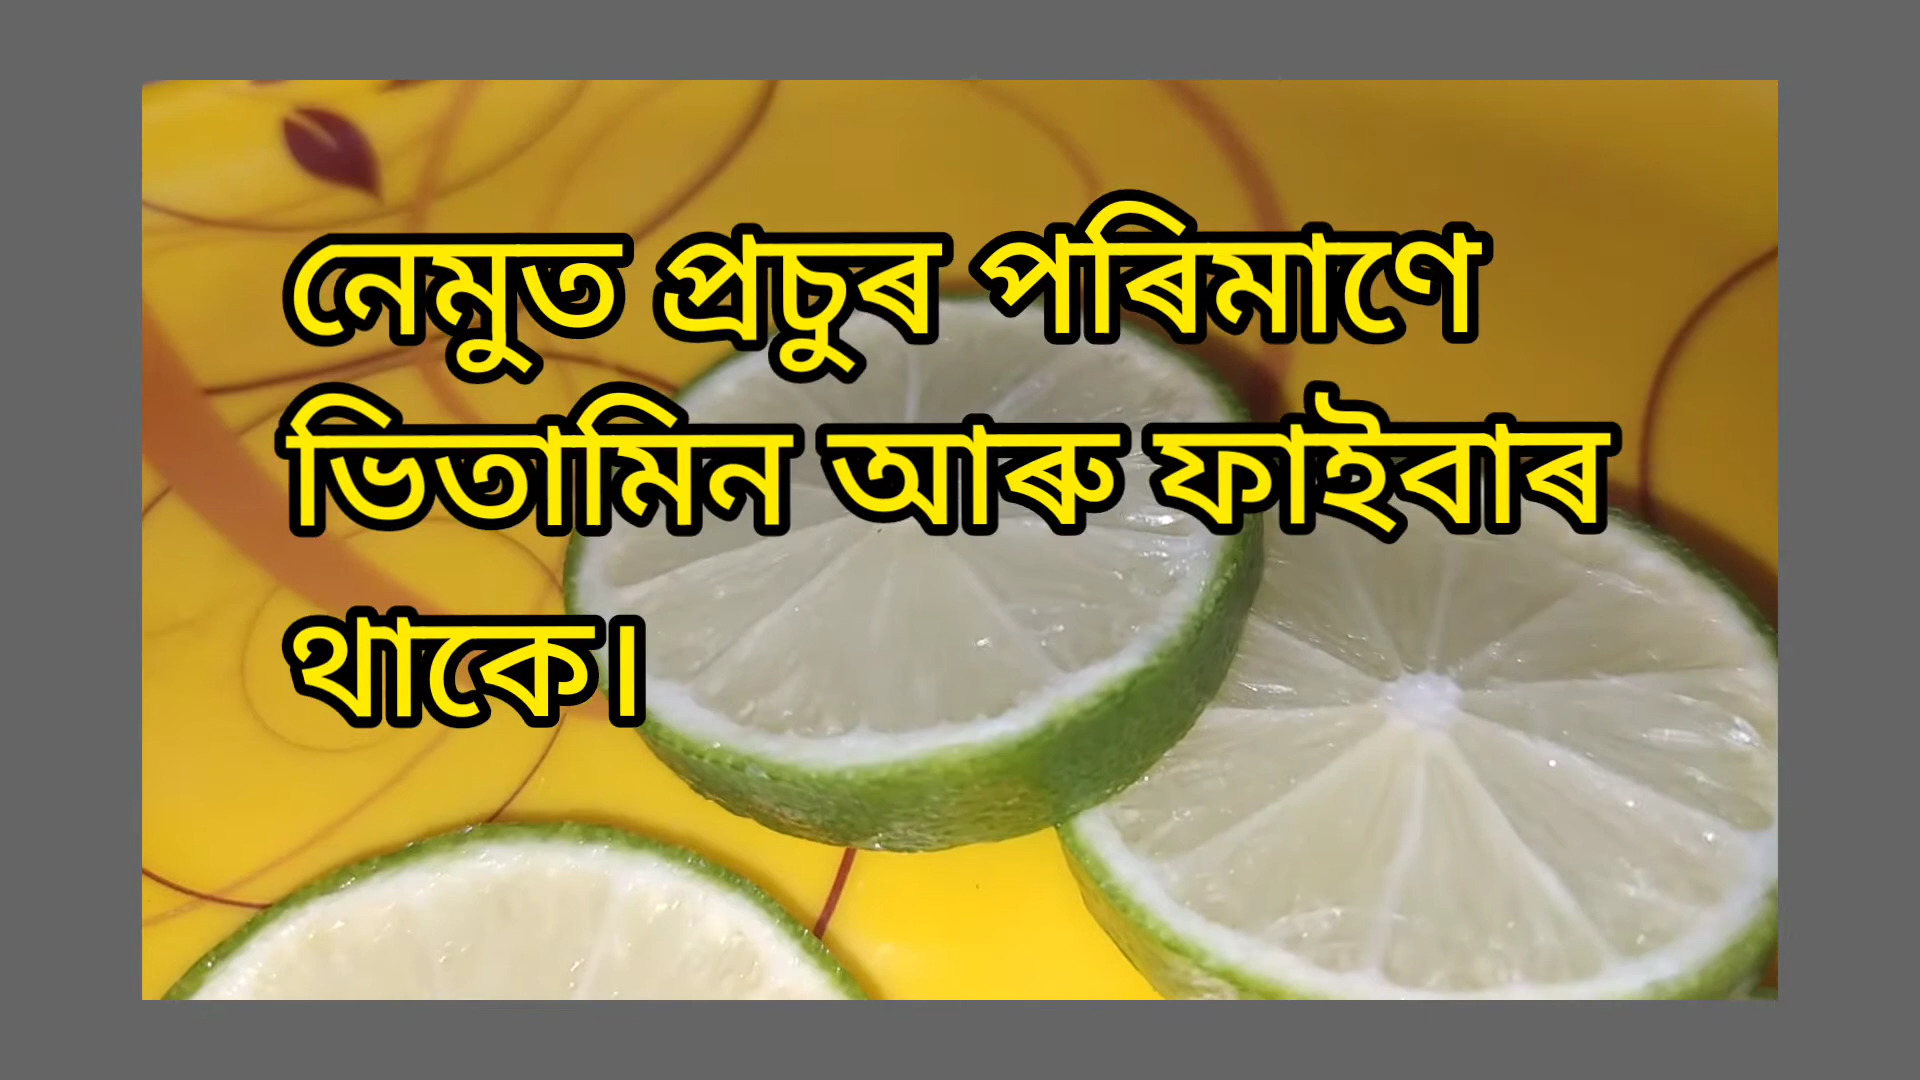 নেমুত প্ৰচুৰ পৰিমাণে
ভিতামিন আৰু ফাইবাৰ
থাকে।